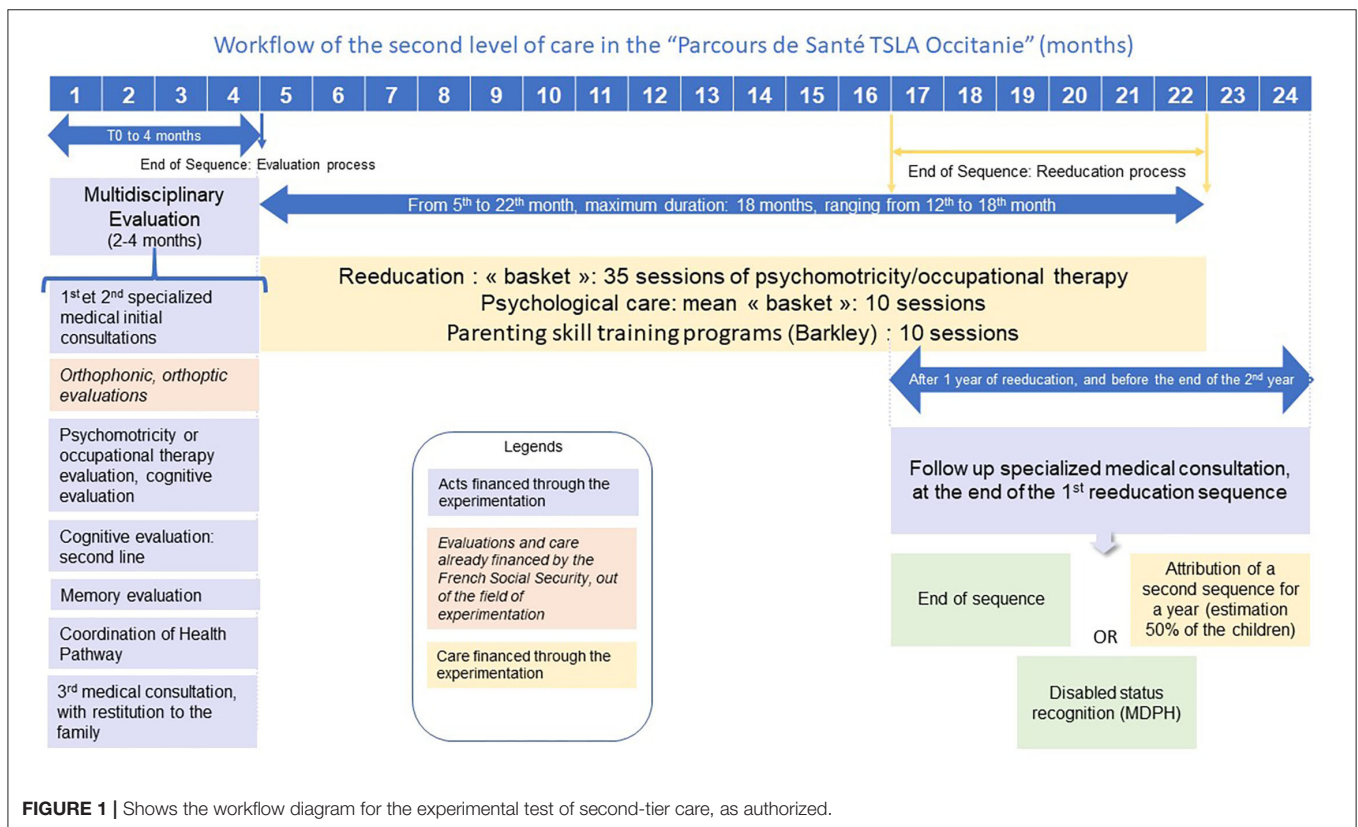 Workflow of the second level of care in the “Parcours de Santé TSLA Occitanie” (months)
1 2 3 4 5 6 7 8 9 10 11 12 13 14 15 16 17 18 19 20 21 22 23 24
T0 to 4 months
End of Sequence: Evaluation process
End of Sequence: Reeducation process
Multidisciplinary
Evaluation
(2-4 months)
From 5th to 22th month, maximum duration: 18 months, ranging from 12th to 18th month
Reeducation : « basket »: 35 sessions of psychomotricity/occupational therapy
Psychological care: mean « basket »: 10 sessions
Parenting skill training programs (Barkley) : 10 sessions
1st et 2nd specialized
medical initial
consultations
Orthophonic, orthoptic
evaluations
Psychomotricity or
occupational therapy
evaluation, cognitive
evaluation
Cognitive evaluation:
second line
Memory evaluation
Coordination of Health
Pathway
3rd medical consultation,
with restitution to the
family
Legends
Acts financed through the
experimentation
Evaluations and care
already financed by the
French Social Security, out
of the field of
experimentation
Care financed through the
experimentation
After 1 year of reeducation, and before the end of the 2nd year
Follow up specialized medical consultation,
at the end of the 1st reeducation sequence
End of sequence
OR
Attribution of a
second sequence for
a year (estimation
50% of the children)
Disabled status
recognition (MDPH)
FIGURE 1 | Shows the workflow diagram for the experimental test of second-tier care, as authorized.